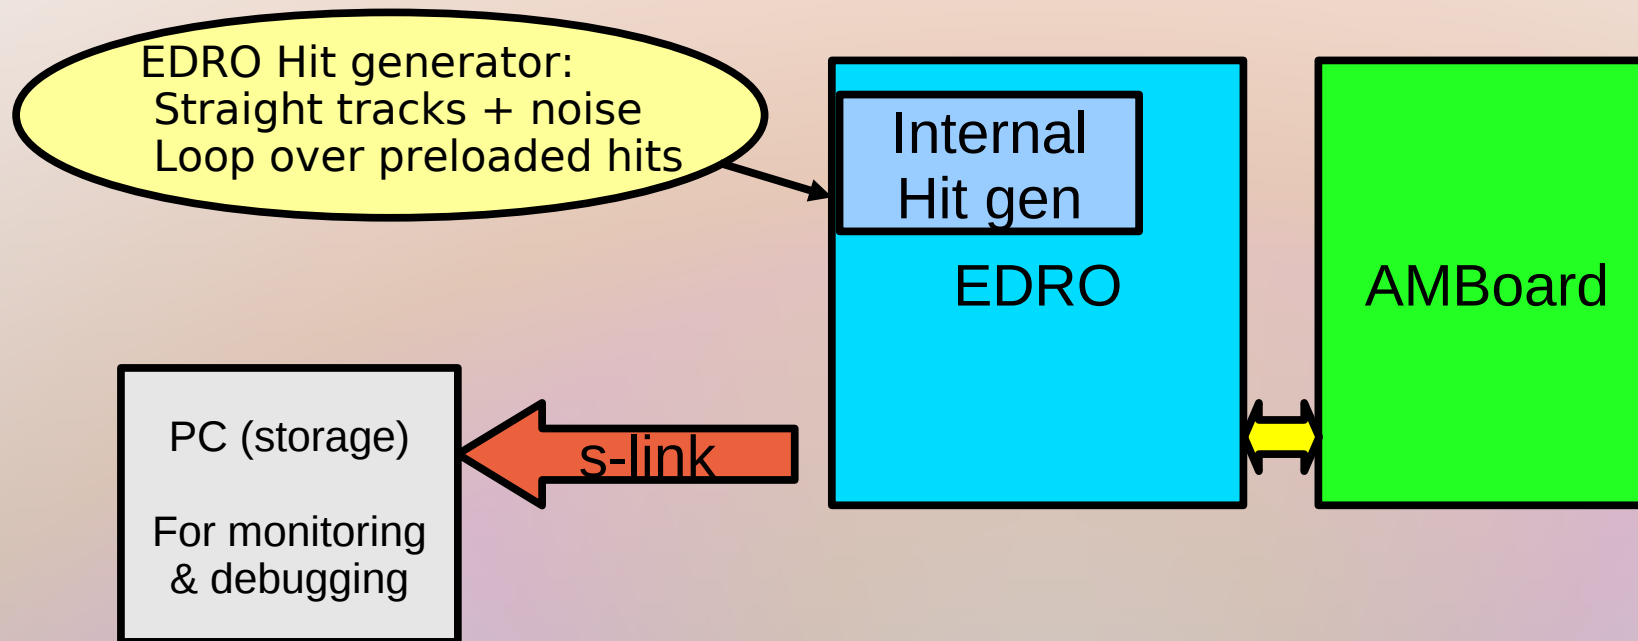 EDRO Hit generator:
Straight tracks + noise
Loop over preloaded hits
Internal
Hit gen
EDRO
AMBoard
s-link
PC (storage)
For monitoring
& debugging